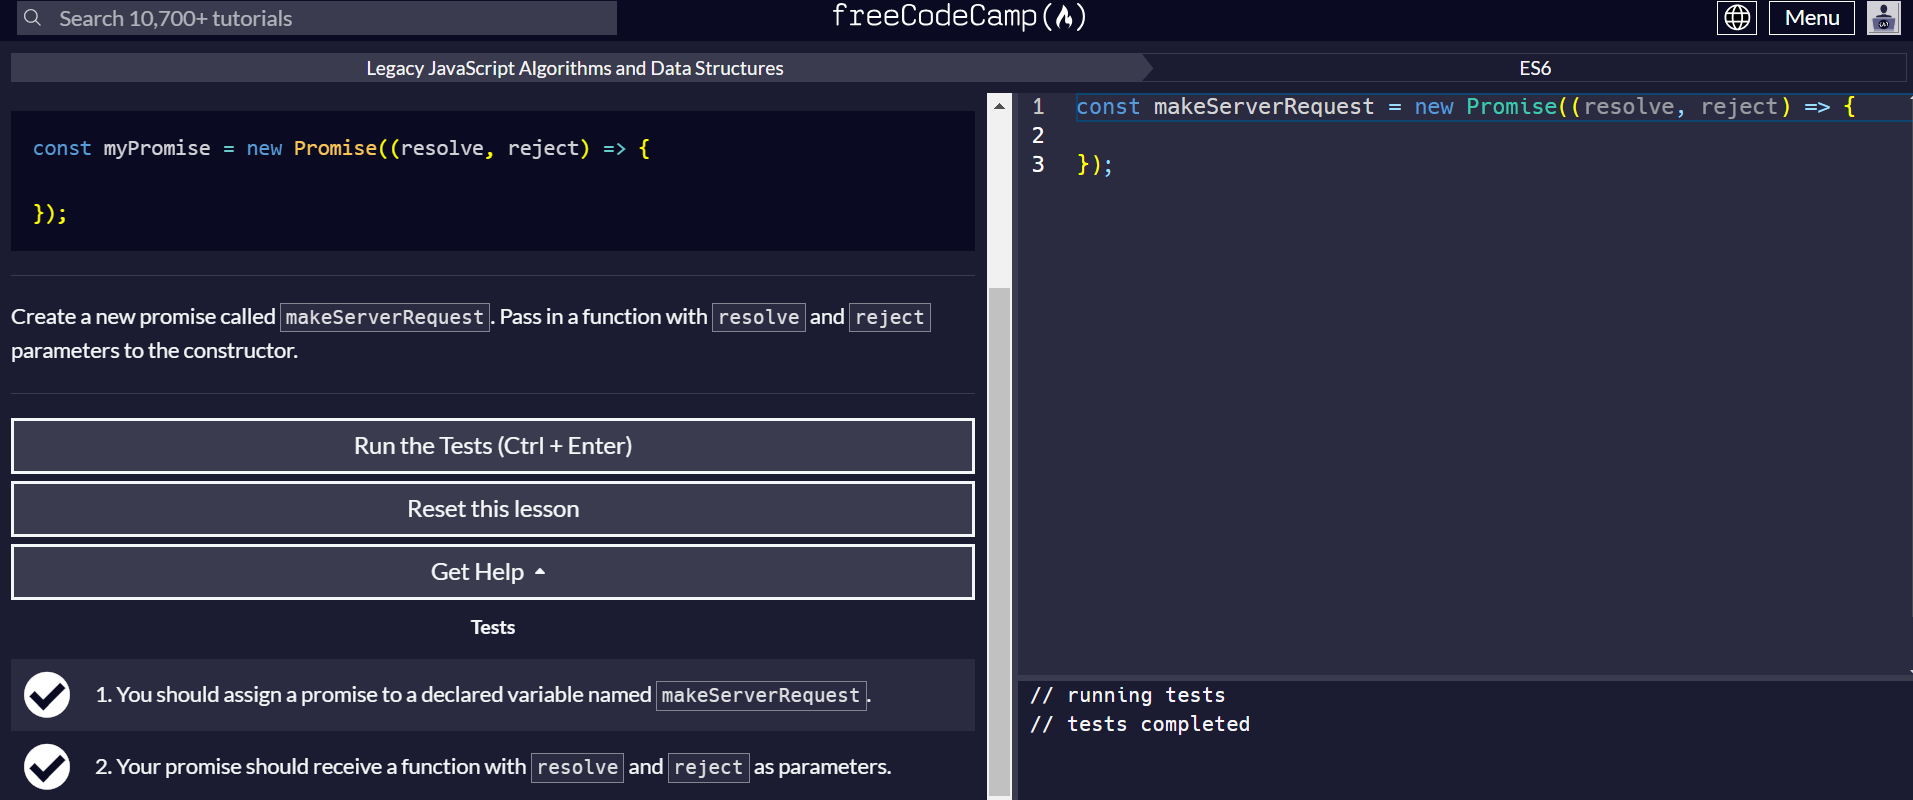 Search 10,700+ tutorials
freeCodeCamp
Menu
Legacy JavaScript Algorithms and Data Structures
ES6
const myPromise = new Promise((resolve, reject) => {
});
Create a new promise called makeServerRequest. Pass in a function with resolve and reject
parameters to the constructor.
Run the Tests (Ctrl + Enter)
Reset this lesson
Get Help
Tests
1. You should assign a promise to a declared variable named makeServerRequest.
2. Your promise should receive a function with resolve and reject as parameters.
1 const makeServerRequest = new Promise((resolve, reject) => {
2
3 });
// running tests
// tests completed